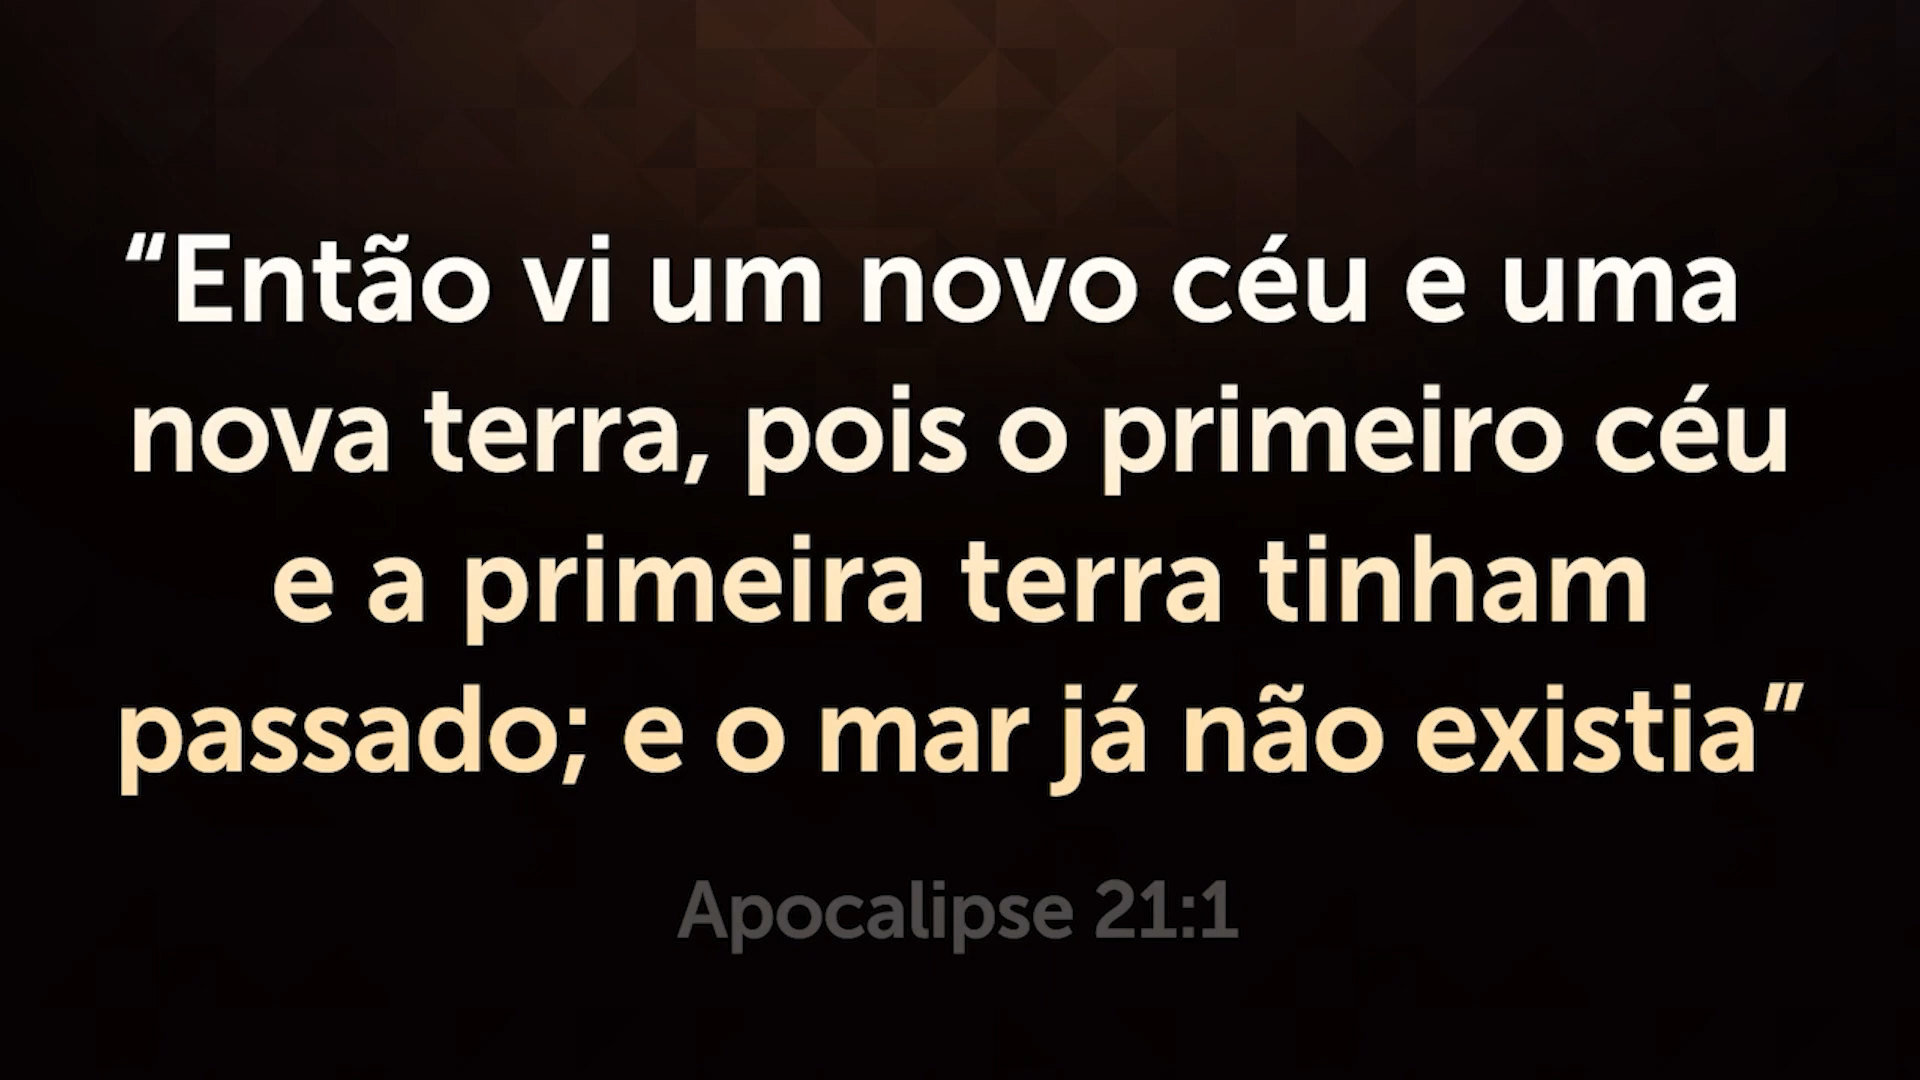 “Então vi um novo céu e uma
nova terra, pois o primeiro céu
e a primeira terra tinham
passado; e o mar já não existia”
Apocalipse 21:1